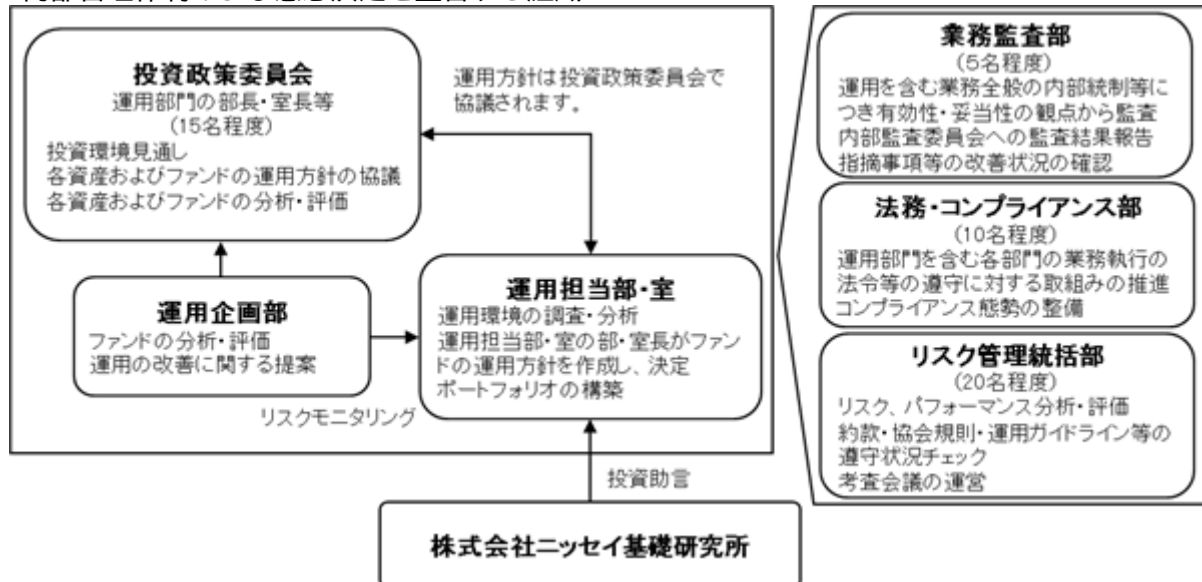 投資政策委員会
運用部門の部長・室長等
(15名程度)
投資環境見通し
各資産およびファンドの運用方針の協議
各資産およびファンドの分析・評価
運用方針は投資政策委員会で
協議されます。
運用企画部
ファンドの分析・評価
運用の改善に関する提案
運用担当部・室
運用環境の調査・分析
運用担当部・室の部・室長がファン
ドの運用方針を作成し、決定
ポートフォリオの構築
リスクモニタリング
投資助言
株式会社ニッセイ基礎研究所
業務監査部
(5名程度)
運用を含む業務全般の内部統制等に
つき有効性・妥当性の観点から監査
内部監査委員会への監査結果報告
指摘事項等の改善状況の確認
法務・コンプライアンス部
(10名程度)
運用部門を含む各部門の業務執行の
法令等の遵守に対する取組みの推進
コンプライアンス態勢の整備
リスク管理統括部
(20名程度)
リスク、パフォーマンス分析・評価
約款・協会規則・運用ガイドライン等の
遵守状況チェック
考査会議の運営